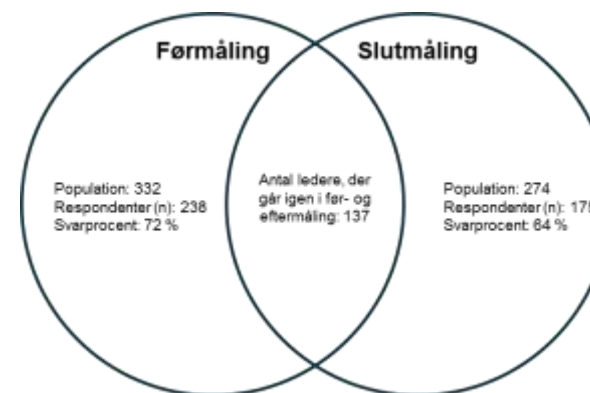 Førmåling
Slutmåling
Population: 332
Respondenter (n): 238
Svarprocent: 72 %
Antal ledere, der
går igen i før- og
eftermåling: 137
Population: 274
Respondenter (n):
Svarprocent: 64 %